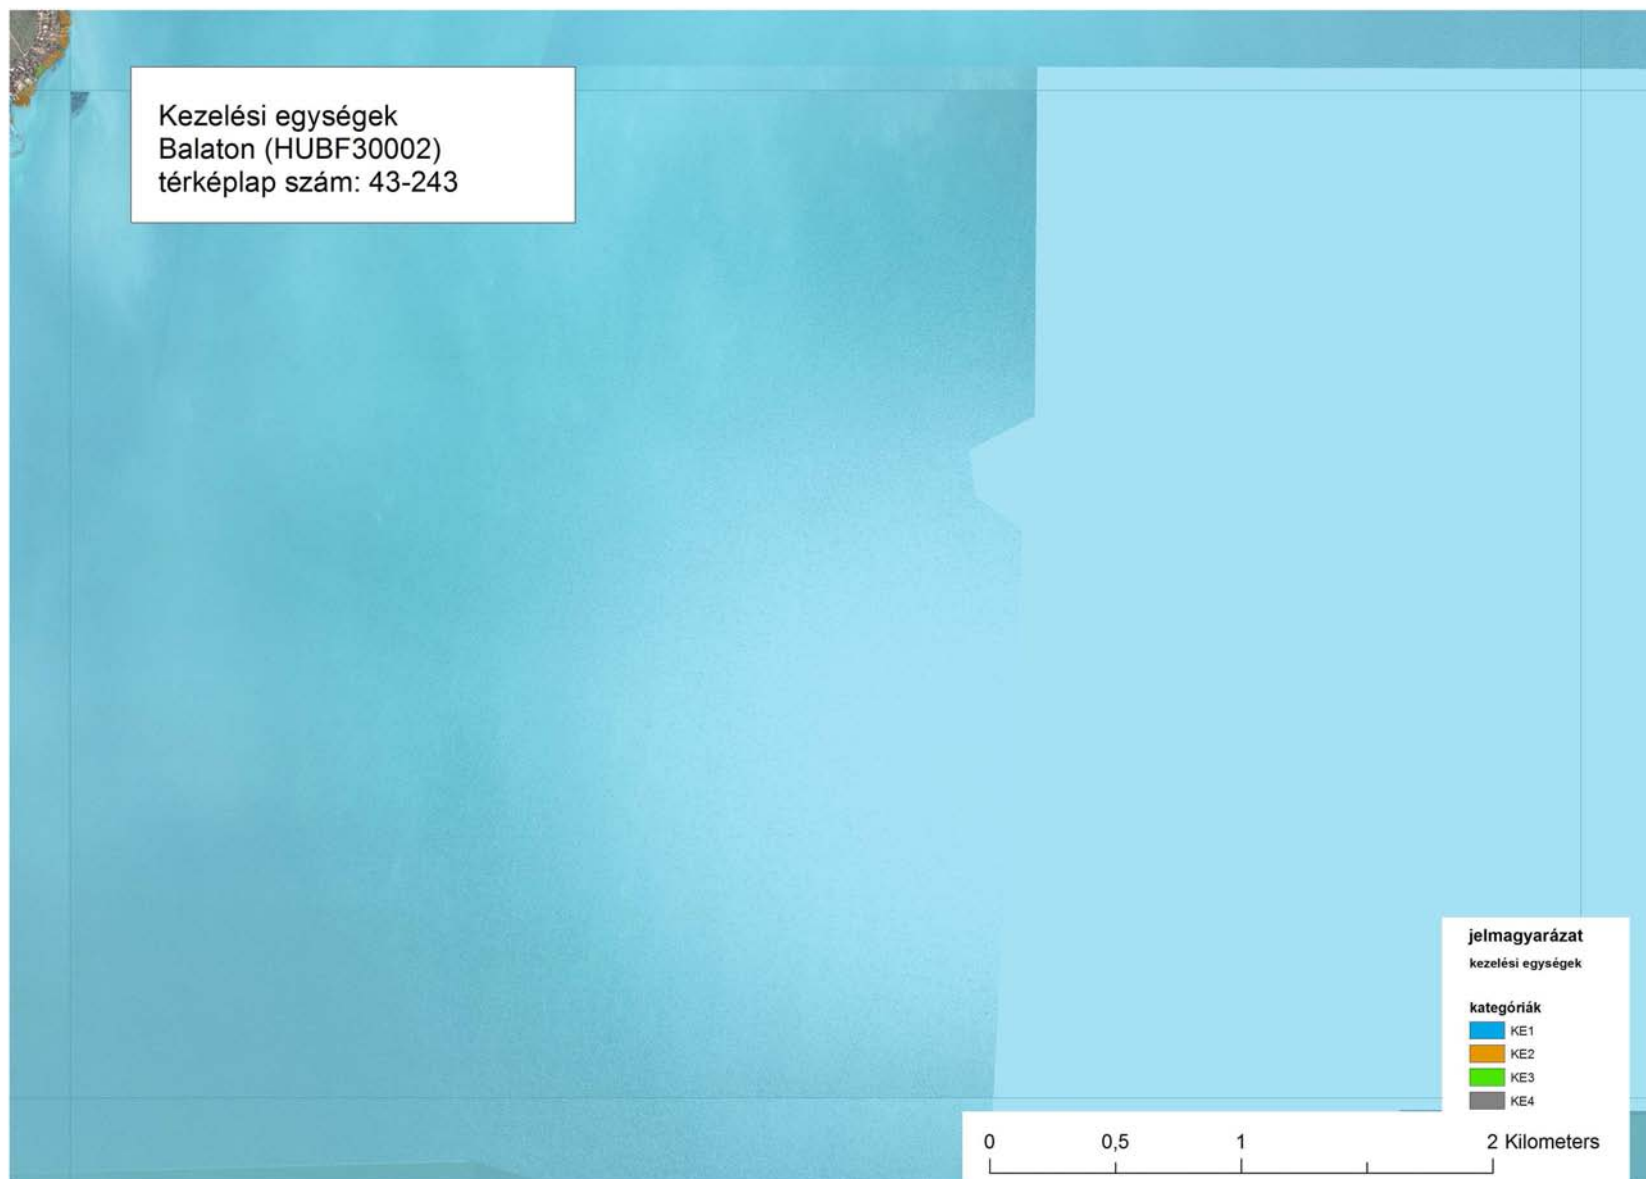 Kezelési egységek
Balaton (HUBF30002)
térképlap szám: 43-243
jelmagyarázat
kezelési egységek
kategóriák
KE1
KE2
KE3
KE4
0 0,5 1 2 Kilometers